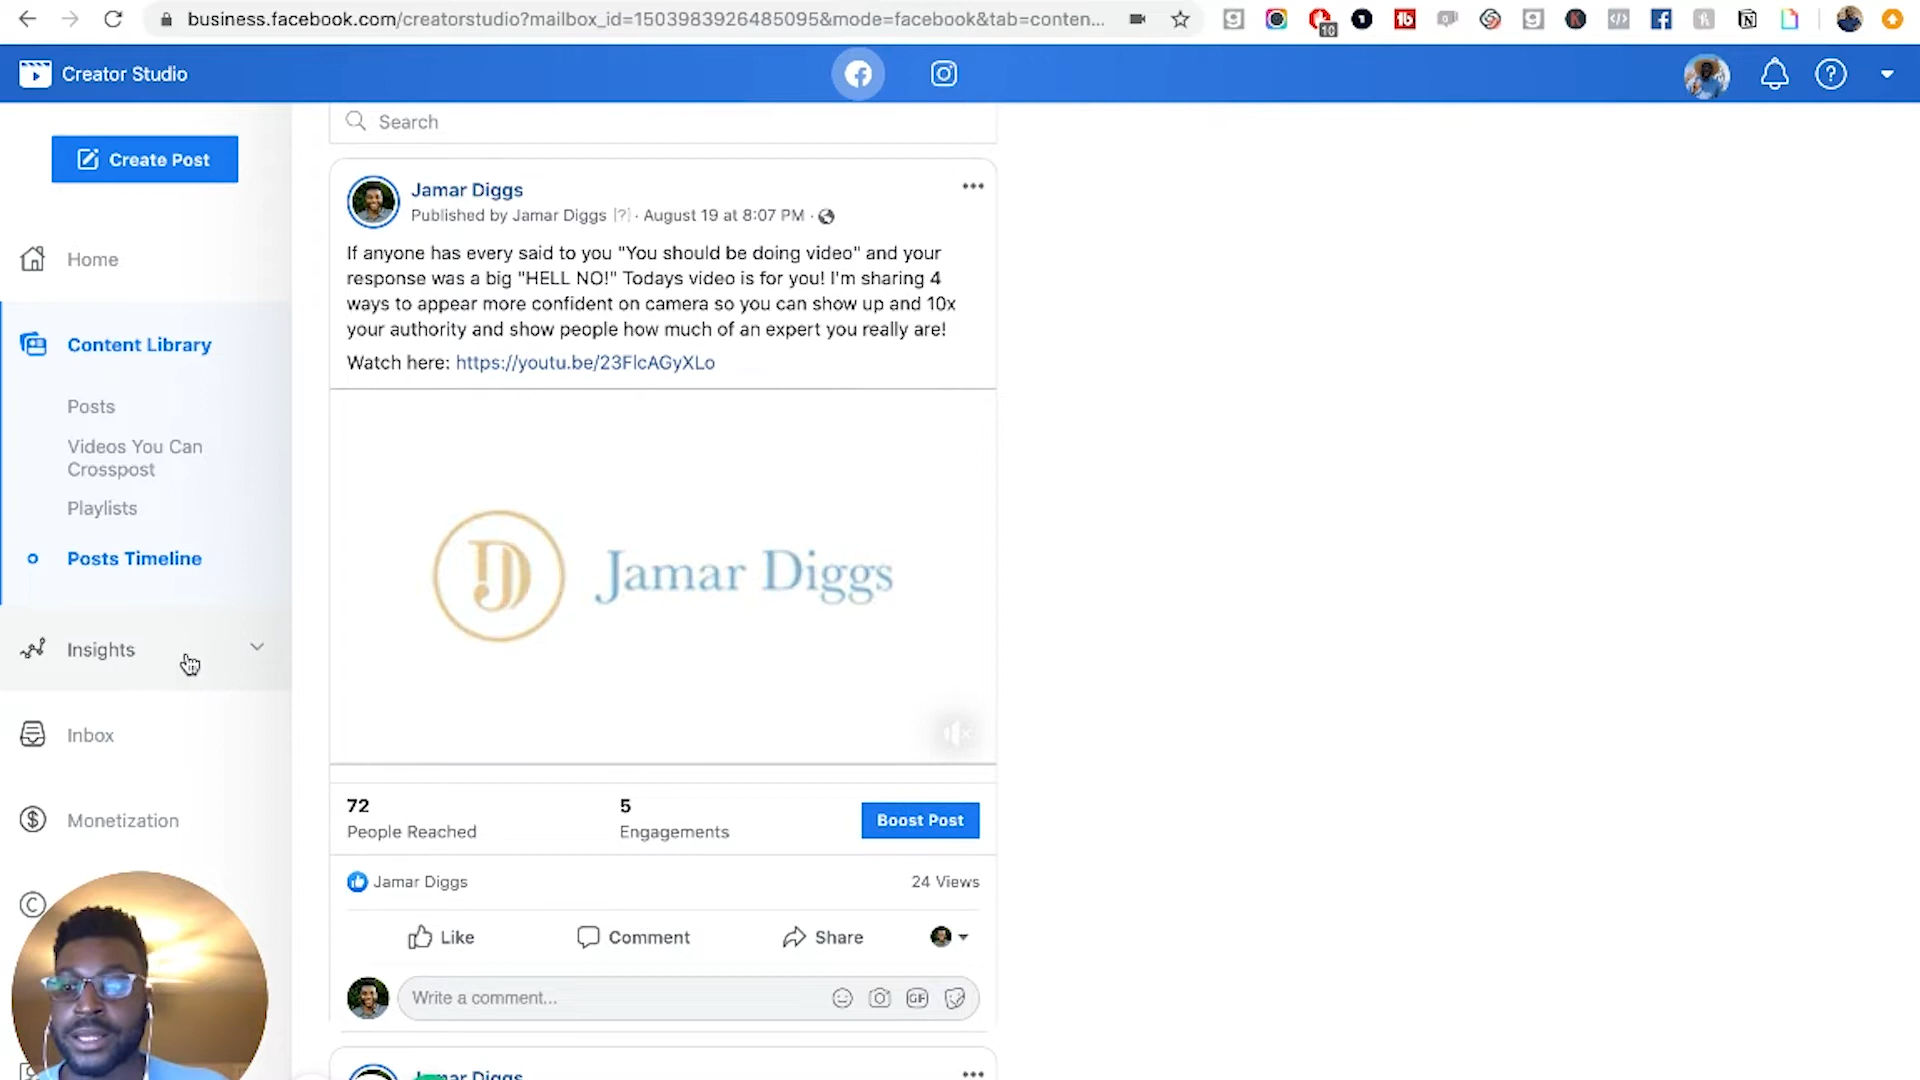 business.facebook.com/creatorstudio?mailbox_id=1503983926485095&mode=facebook&tab=conten...
10
Creator Studio
Search
Create Post
Jamar Diggs
Published by Jamar Diggs [?] · August 19 at 8:07 PM ·
Home
If anyone has every said to you "You should be doing video" and your
response was a big "HELL NO!" Todays video is for you! I'm sharing 4
ways to appear more confident on camera so you can show up and 10x
your authority and show people how much of an expert you really are!
Content Library
Watch here: https://youtu.be/23FlcAGyXLo
Posts
Videos You Can
Crosspost
Playlists
Posts Timeline
JD Jamar Diggs
Insights
Inbox
72
People Reached
5
Engagements
Boost Post
Monetization
Jamar Diggs
24 Views
Like
Comment
Share
Write a comment...
GIF
Jamar Diggs